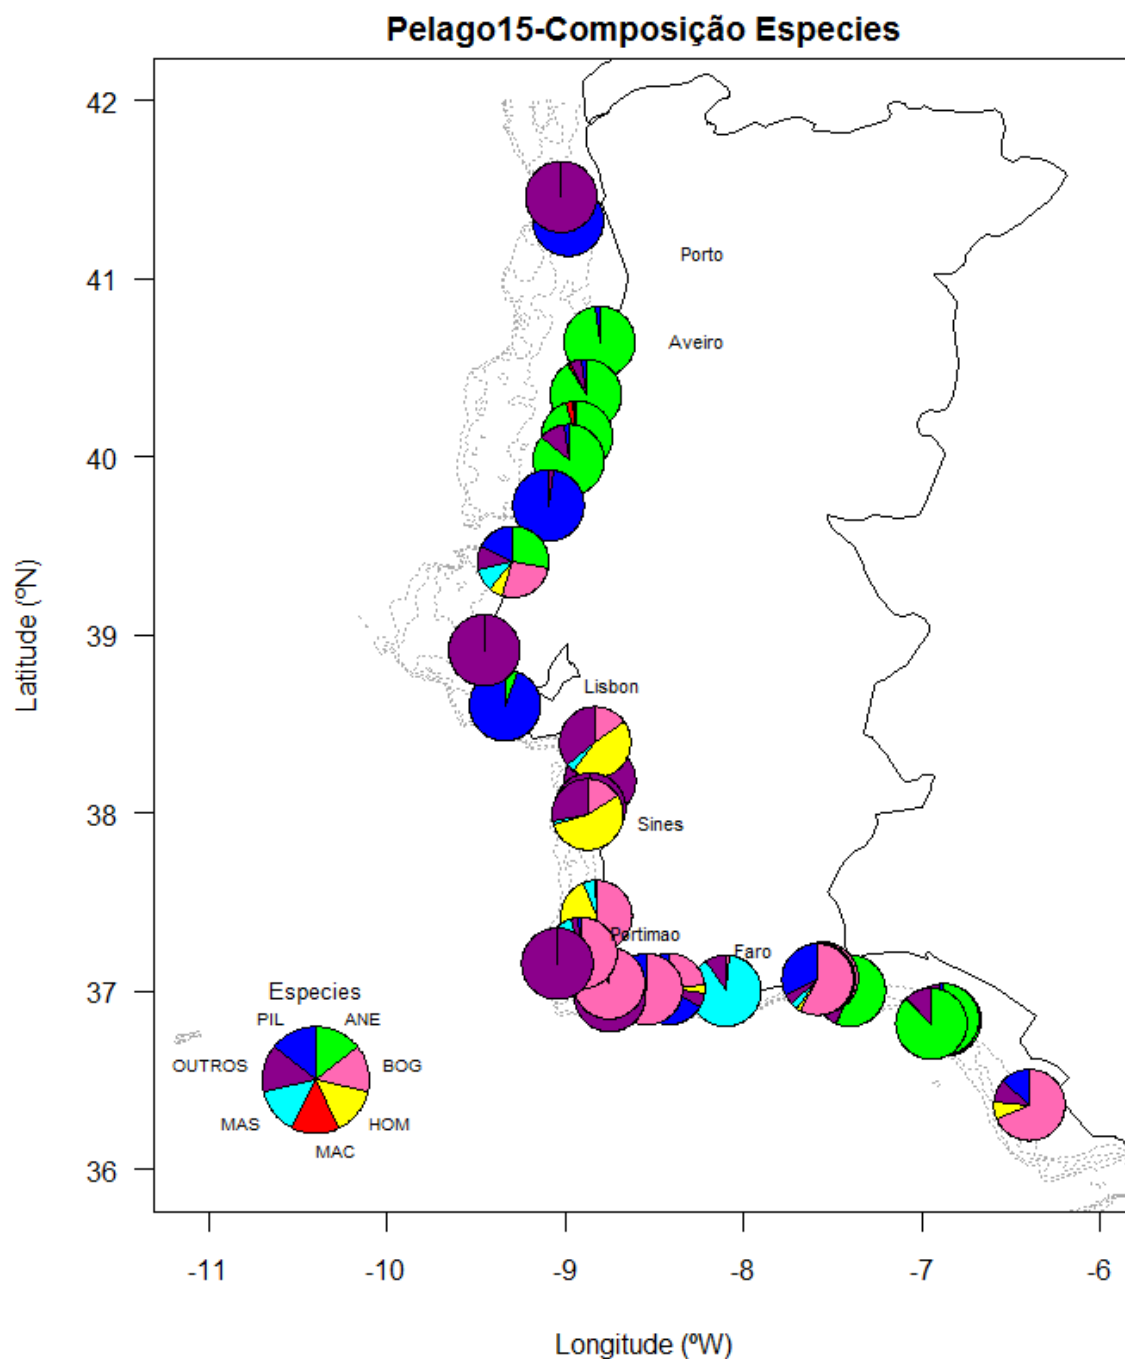 Pelago15-Composição Especies
42
41
40
39
38
37
36
Latitude (ºN)
Porto
Aveiro
Lisbon
Sines
Portimao
Faro
Especies
PIL
ANE
OUTROS
BOG
MAS
HOM
MAC
-11
-10
-9
-8
-7
-6
Longitude (ºW)